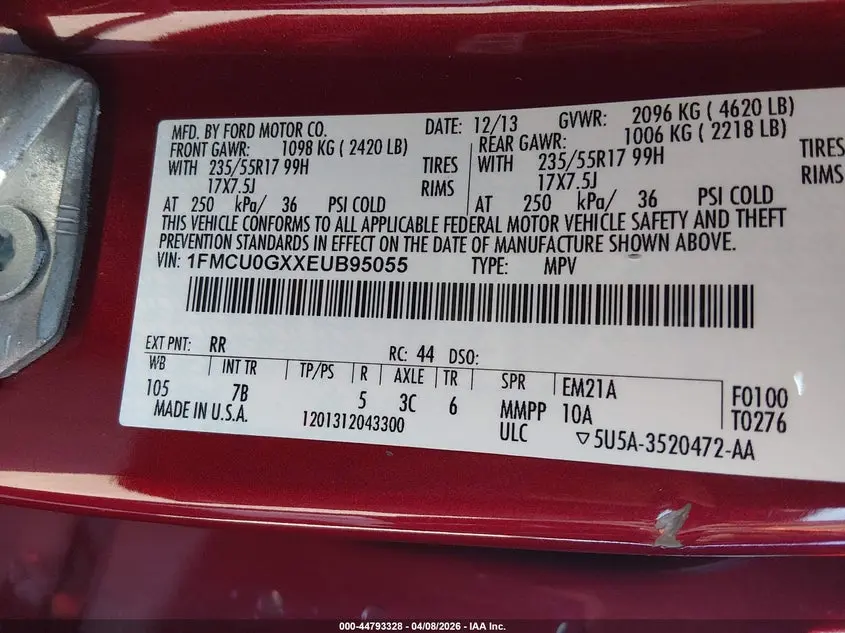 MFD. BY FORD MOTOR CO. DATE: 12/13 GVWR: 2096 KG ( 4620 LB)
FRONT GAWR: 1098 KG ( 2420 LB) REAR GAWR: 1006 KG ( 2218 LB)
WITH 235/55R17 99H TIRES WITH 235/55R17 99H TIRES
17X7.5J RIMS 17X7.5J RIMS
AT 250 kPa/ 36 PSI COLD AT 250 kPa/ 36 PSI COLD
THIS VEHICLE CONFORMS TO ALL APPLICABLE FEDERAL MOTOR VEHICLE SAFETY AND THEFT
PREVENTION STANDARDS IN EFFECT ON THE DATE OF MANUFACTURE SHOWN ABOVE.
VIN: 1FMCU0GXXEUB95055 TYPE: MPV
EXT PNT: RR RC: 44 DSO:
WB INT TR TP/PS R AXLE TR SPR EM21A F0100
105 7B 5 3C 6 MMPP 10A T0276
MADE IN U.S.A. 1201312043300 ULC ▽5U5A-3520472-AA
000-44793328 - 04/08/2026 - IAA Inc.